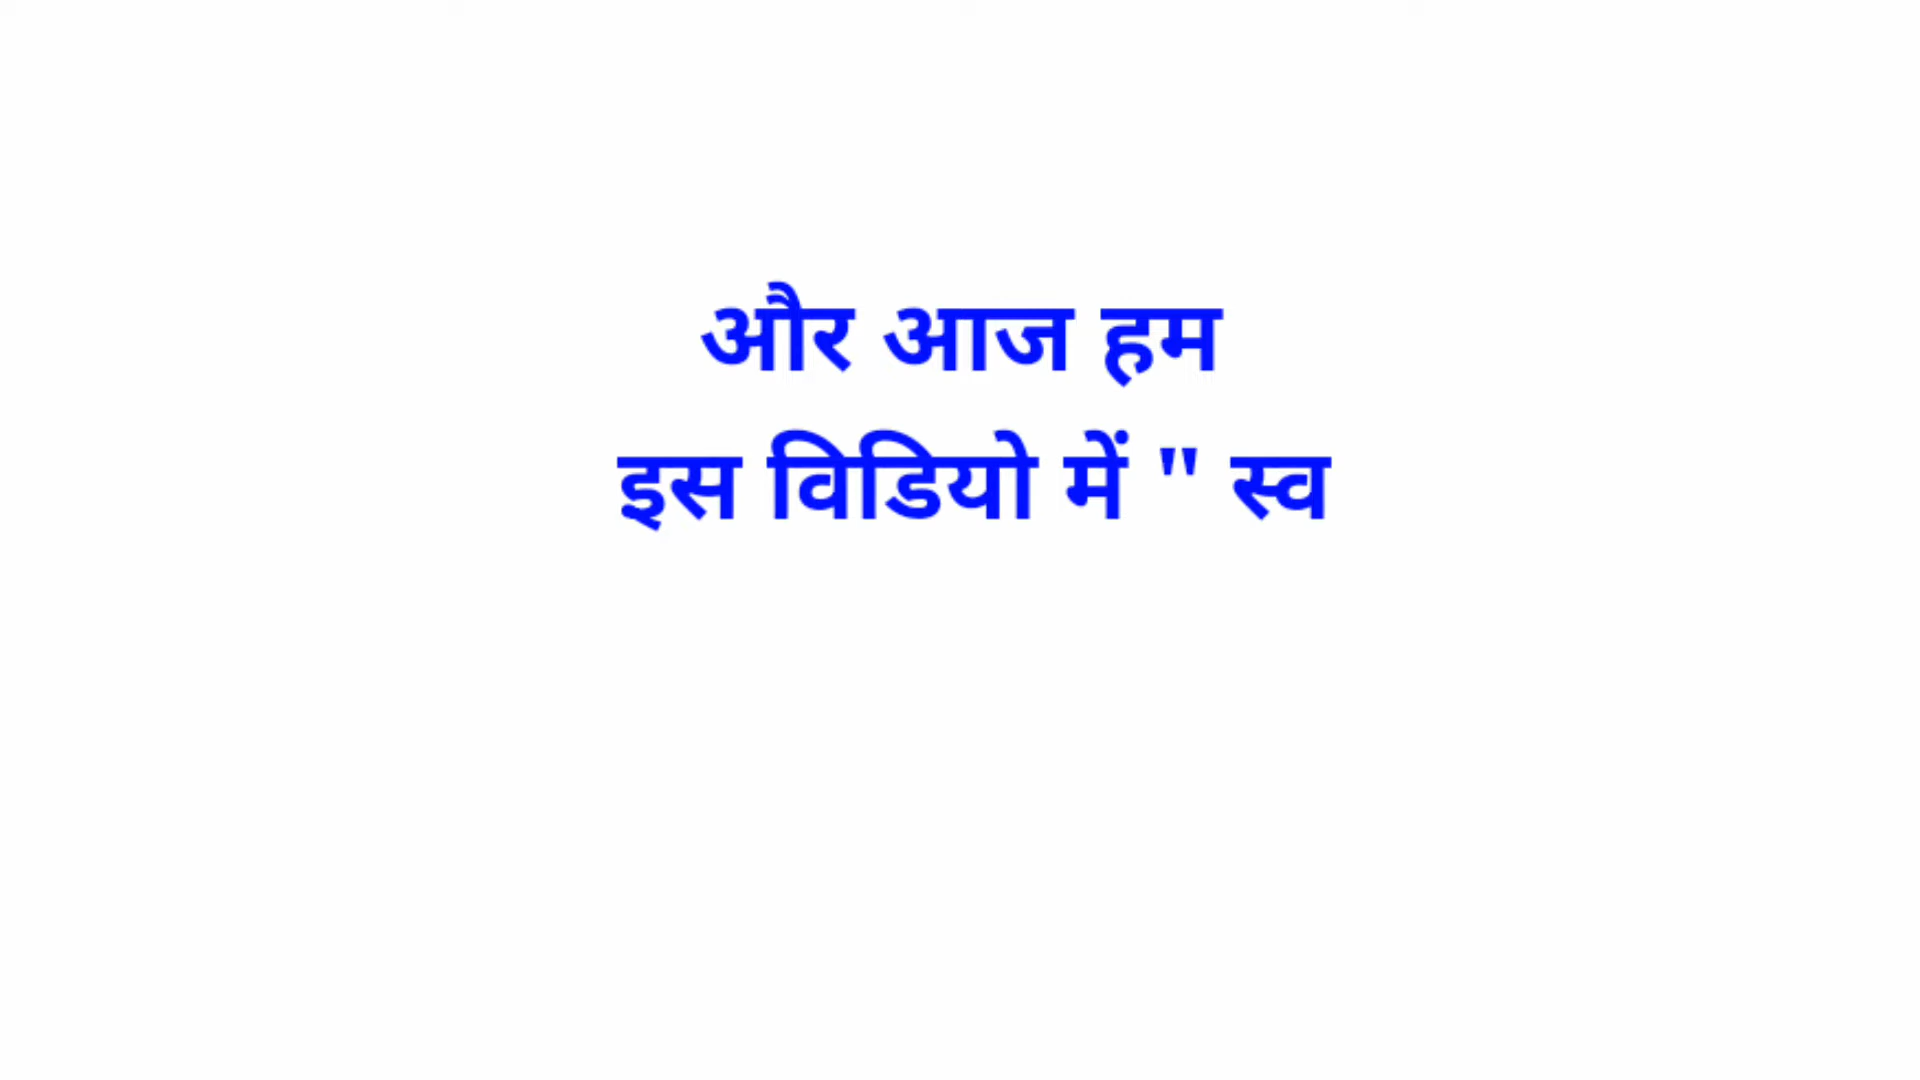 और आज हम
इस विडियो में " स्व